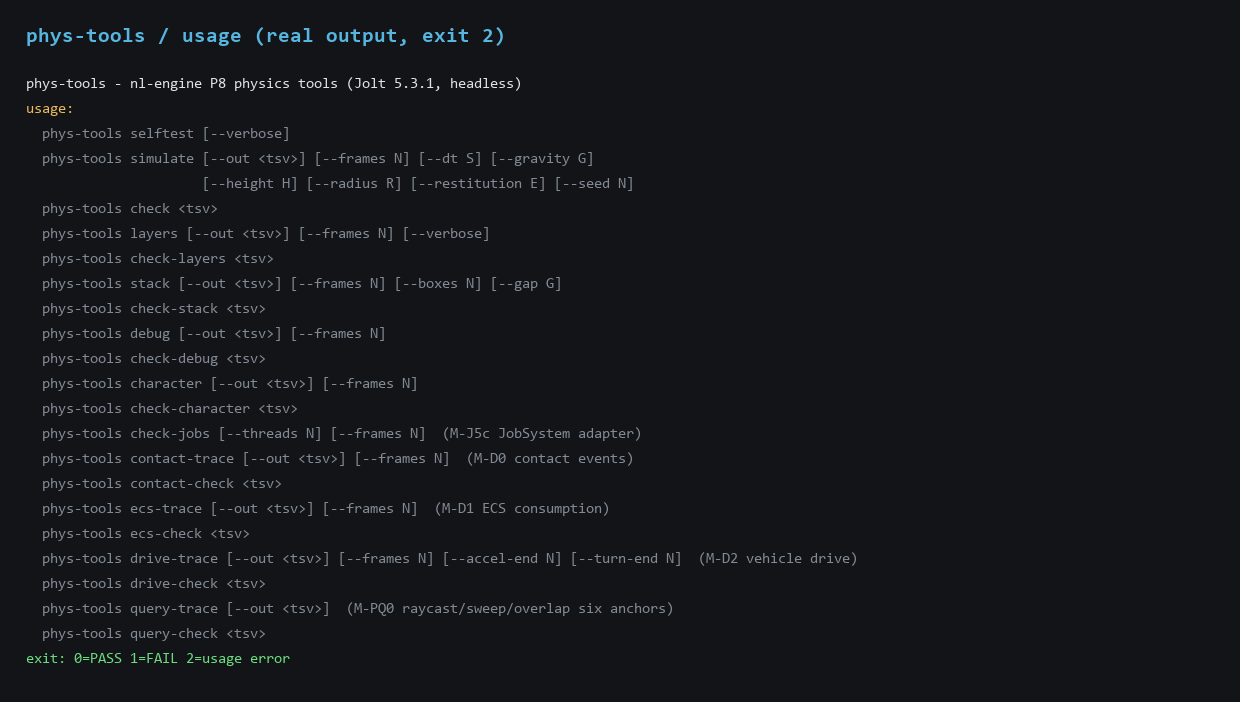 phys-tools / usage (real output, exit 2)
phys-tools - nl-engine P8 physics tools (Jolt 5.3.1, headless)
usage:
  phys-tools selftest [--verbose]
  phys-tools simulate [--out <tsv>] [--frames N] [--dt S] [--gravity G]
                      [--height H] [--radius R] [--restitution E] [--seed N]
  phys-tools check <tsv>
  phys-tools layers [--out <tsv>] [--frames N] [--verbose]
  phys-tools check-layers <tsv>
  phys-tools stack [--out <tsv>] [--frames N] [--boxes N] [--gap G]
  phys-tools check-stack <tsv>
  phys-tools debug [--out <tsv>] [--frames N]
  phys-tools check-debug <tsv>
  phys-tools character [--out <tsv>] [--frames N]
  phys-tools check-character <tsv>
  phys-tools check-jobs [--threads N] [--frames N]  (M-J5c JobSystem adapter)
  phys-tools contact-trace [--out <tsv>] [--frames N]  (M-D0 contact events)
  phys-tools contact-check <tsv>
  phys-tools ecs-trace [--out <tsv>] [--frames N]  (M-D1 ECS consumption)
  phys-tools ecs-check <tsv>
  phys-tools drive-trace [--out <tsv>] [--frames N] [--accel-end N] [--turn-end N]  (M-D2 vehicle drive)
  phys-tools drive-check <tsv>
  phys-tools query-trace [--out <tsv>]  (M-PQ0 raycast/sweep/overlap six anchors)
  phys-tools query-check <tsv>
exit: 0=PASS 1=FAIL 2=usage error